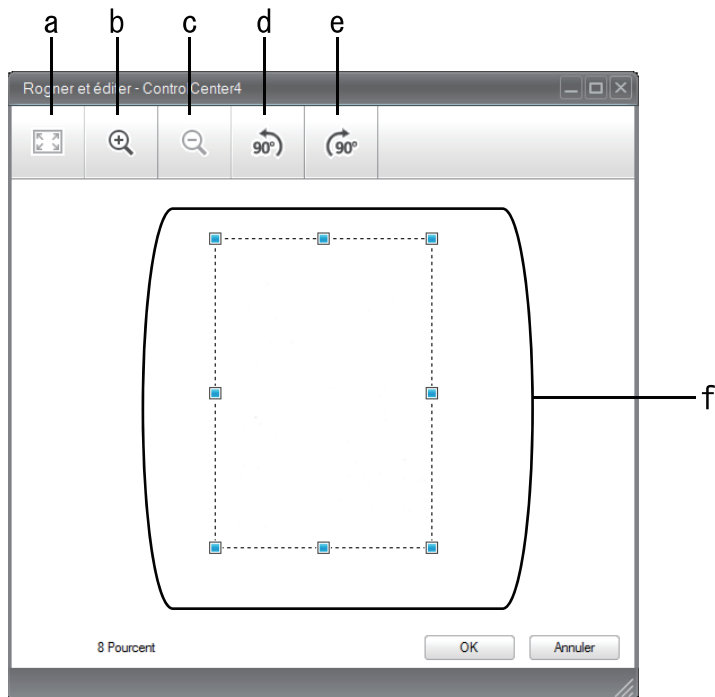 a b c d e
Rogner et éditer - ControlCenter4
90° 90°
f
8 Pourcent OK Annuler